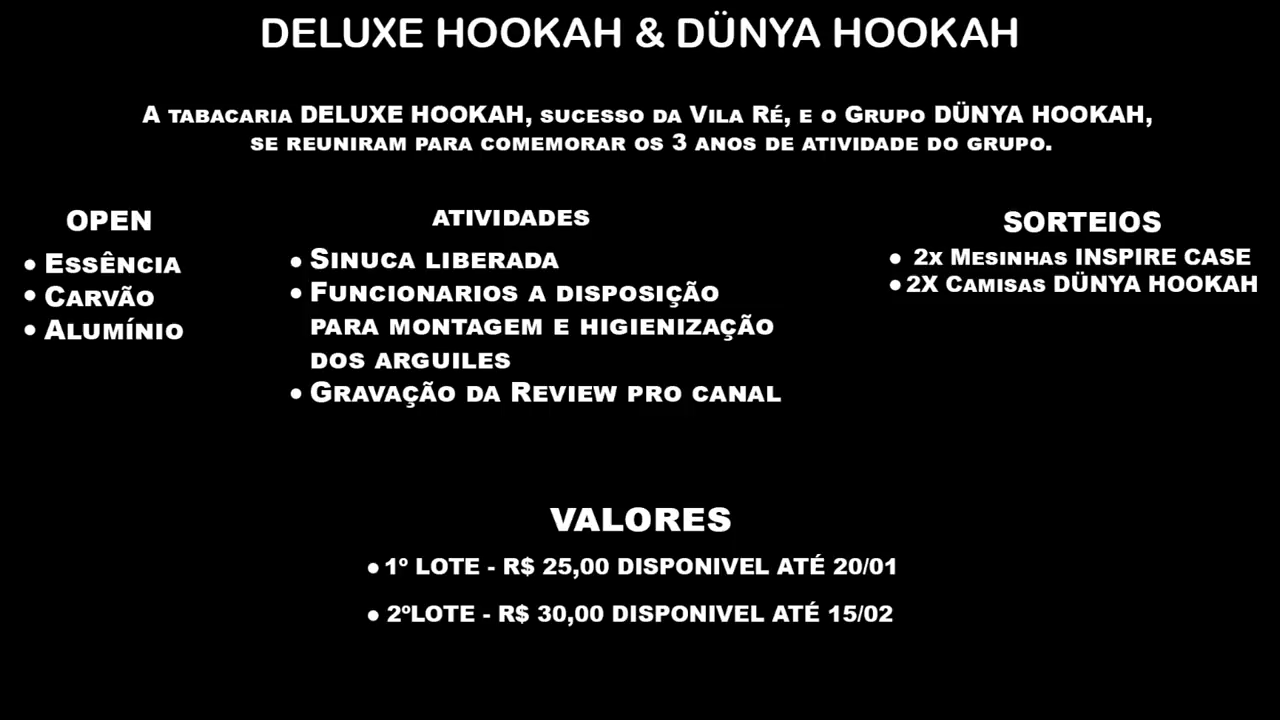 DELUXE HOOKAH & DÜNYA HOOKAH
A TABACARIA DELUXE HOOKAH, SUCESSO DA VILA RÉ, E O GRUPO DÜNYA HOOKAH,
SE REUNIRAM PARA COMEMORAR OS 3 ANOS DE ATIVIDADE DO GRUPO.
OPEN
• ESSÊNCIA
• CARVÃO
• ALUMÍNIO
ATIVIDADES
• SINUCA LIBERADA
• FUNCIONARIOS A DISPOSIÇÃO
PARA MONTAGEM E HIGIENIZAÇÃO
DOS ARGUILES
• GRAVAÇÃO DA REVIEW PRO CANAL
SORTEIOS
• 2X MESINHAS INSPIRE CASE
• 2X CAMISAS DÜNYA HOOKAH
VALORES
• 1º LOTE - R$ 25,00 DISPONIVEL ATÉ 20/01
• 2ºLOTE - R$ 30,00 DISPONIVEL ATÉ 15/02